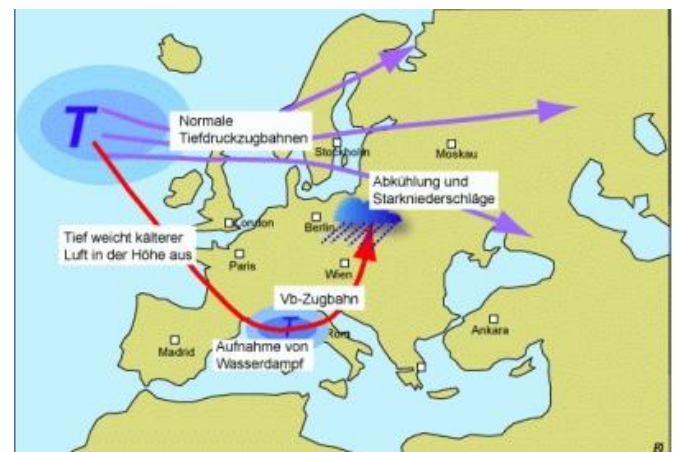 T
Normale
Tiefdruckzugbahnen
Stockholm
Moskau
Abkühlung und
Starkniederschläge
London
Berlin
Tief weicht kälterer
Luft in der Höhe aus
Paris
Wien
Vb-Zugbahn
T
Rom
Ankara
Madrid
Aufnahme von
Wasserdampf